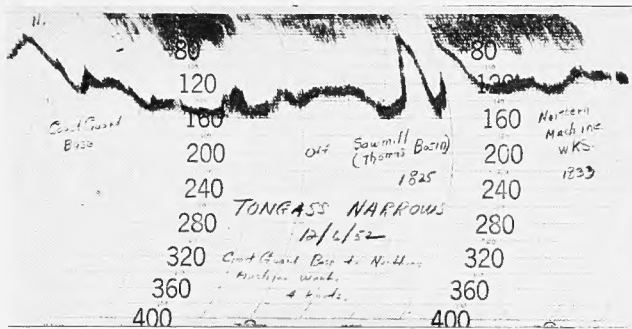 N.
80
120
160
200
240
280
320
360
400
Coast Guard
Base
Off Sawmill
(Thomas Basin)
1825
80
120
160
200
240
280
320
360
400
Northern
Machine
WKS.
1833
TONGASS NARROWS
12/6/52
Coast Guard Base to Northern
Machine Works.
4 Knots.